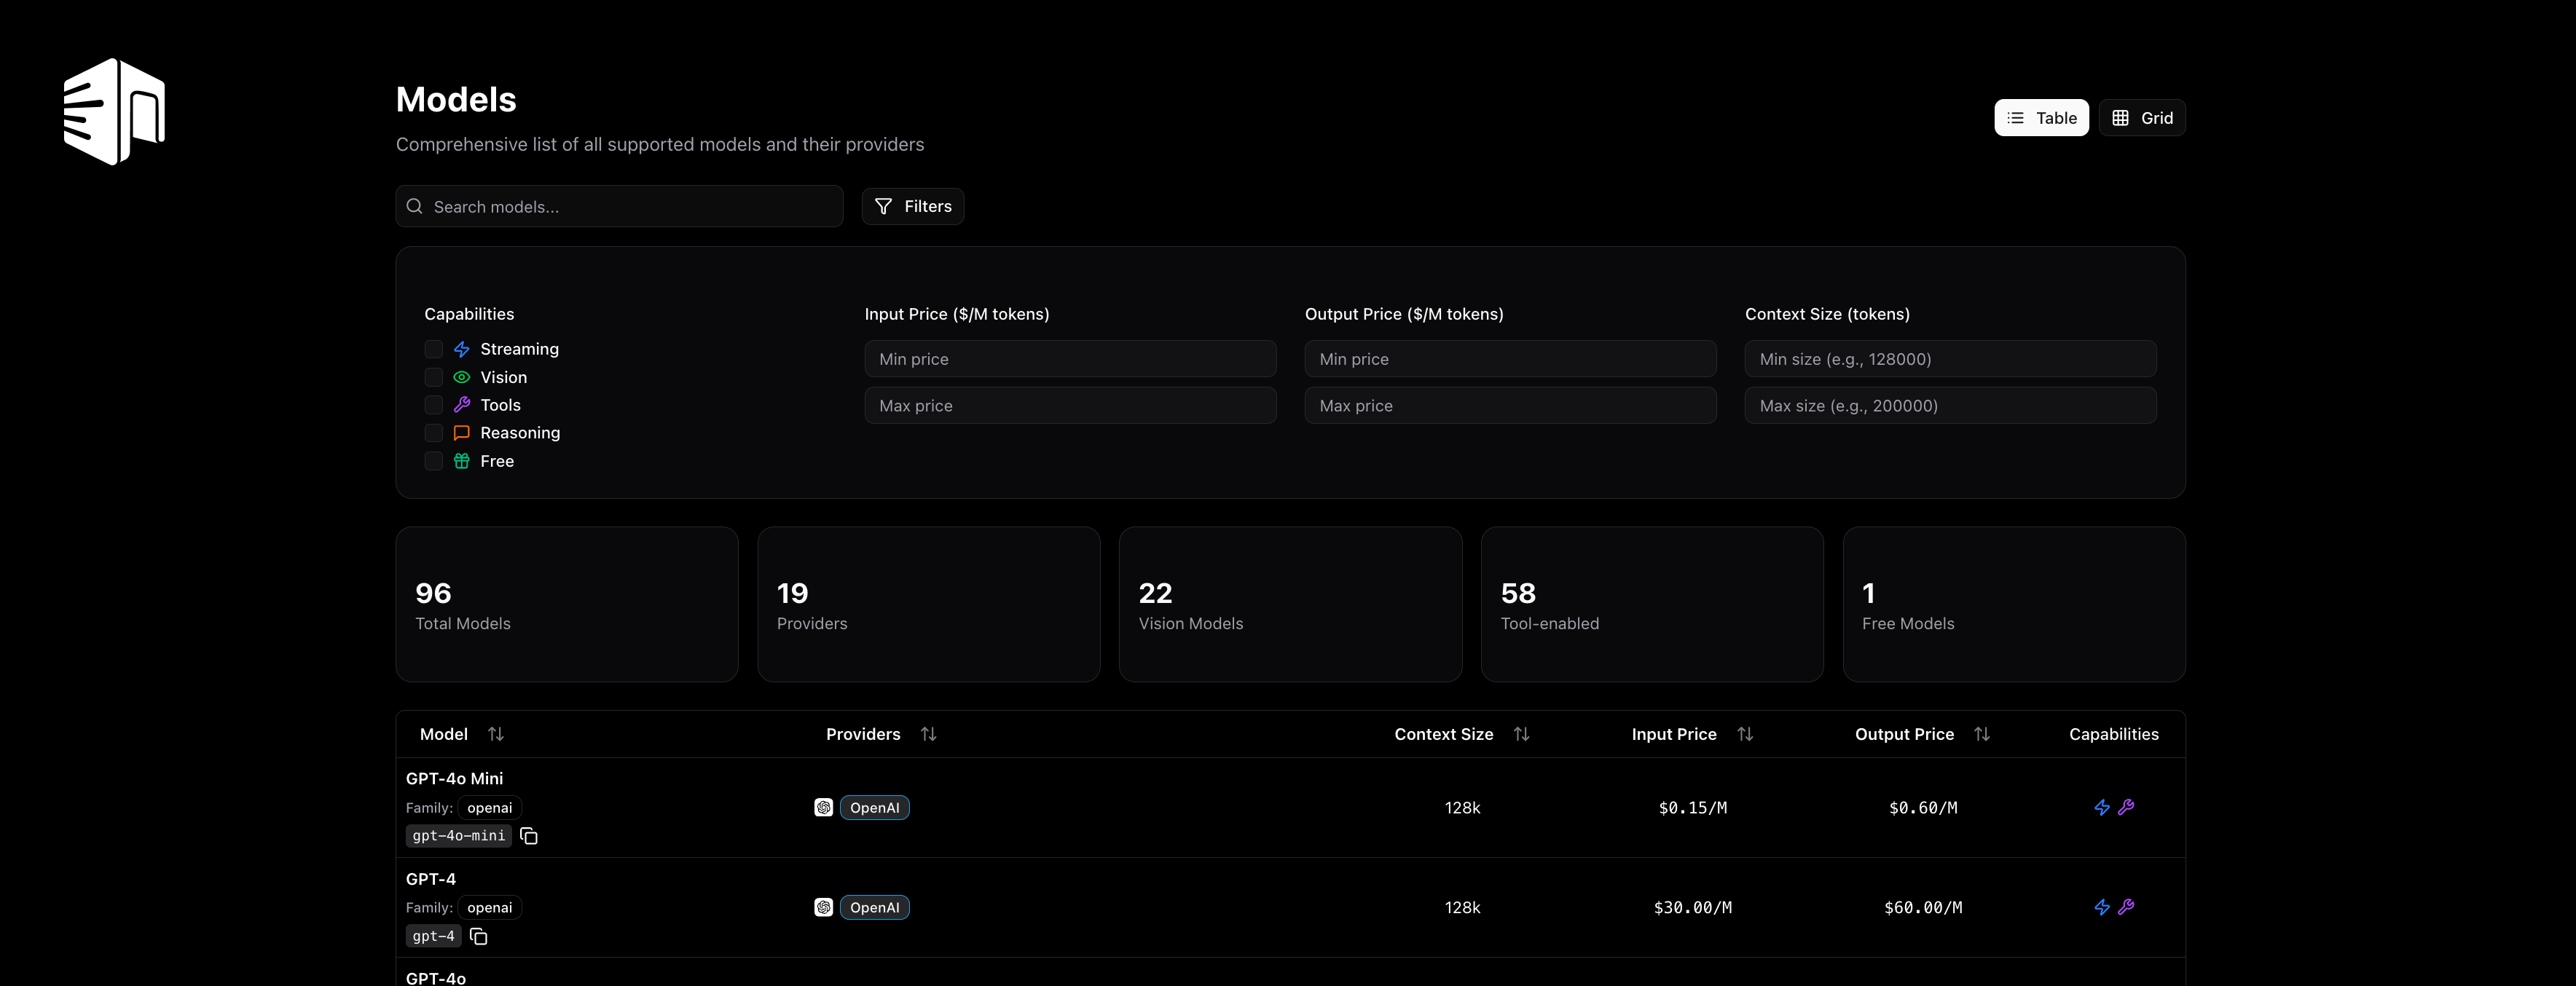 Models
Comprehensive list of all supported models and their providers
Table
Grid
Search models...
Filters
Capabilities
Streaming
Vision
Tools
Reasoning
Free
Input Price ($/M tokens)
Min price
Max price
Output Price ($/M tokens)
Min price
Max price
Context Size (tokens)
Min size (e.g., 128000)
Max size (e.g., 200000)
96
Total Models
19
Providers
22
Vision Models
58
Tool-enabled
1
Free Models
Model Providers Context Size Input Price Output Price Capabilities
GPT-4o Mini
Family: openai
gpt-4o-mini
OpenAI 128k $0.15/M $0.60/M
GPT-4
Family: openai
gpt-4
OpenAI 128k $30.00/M $60.00/M
GPT-4o